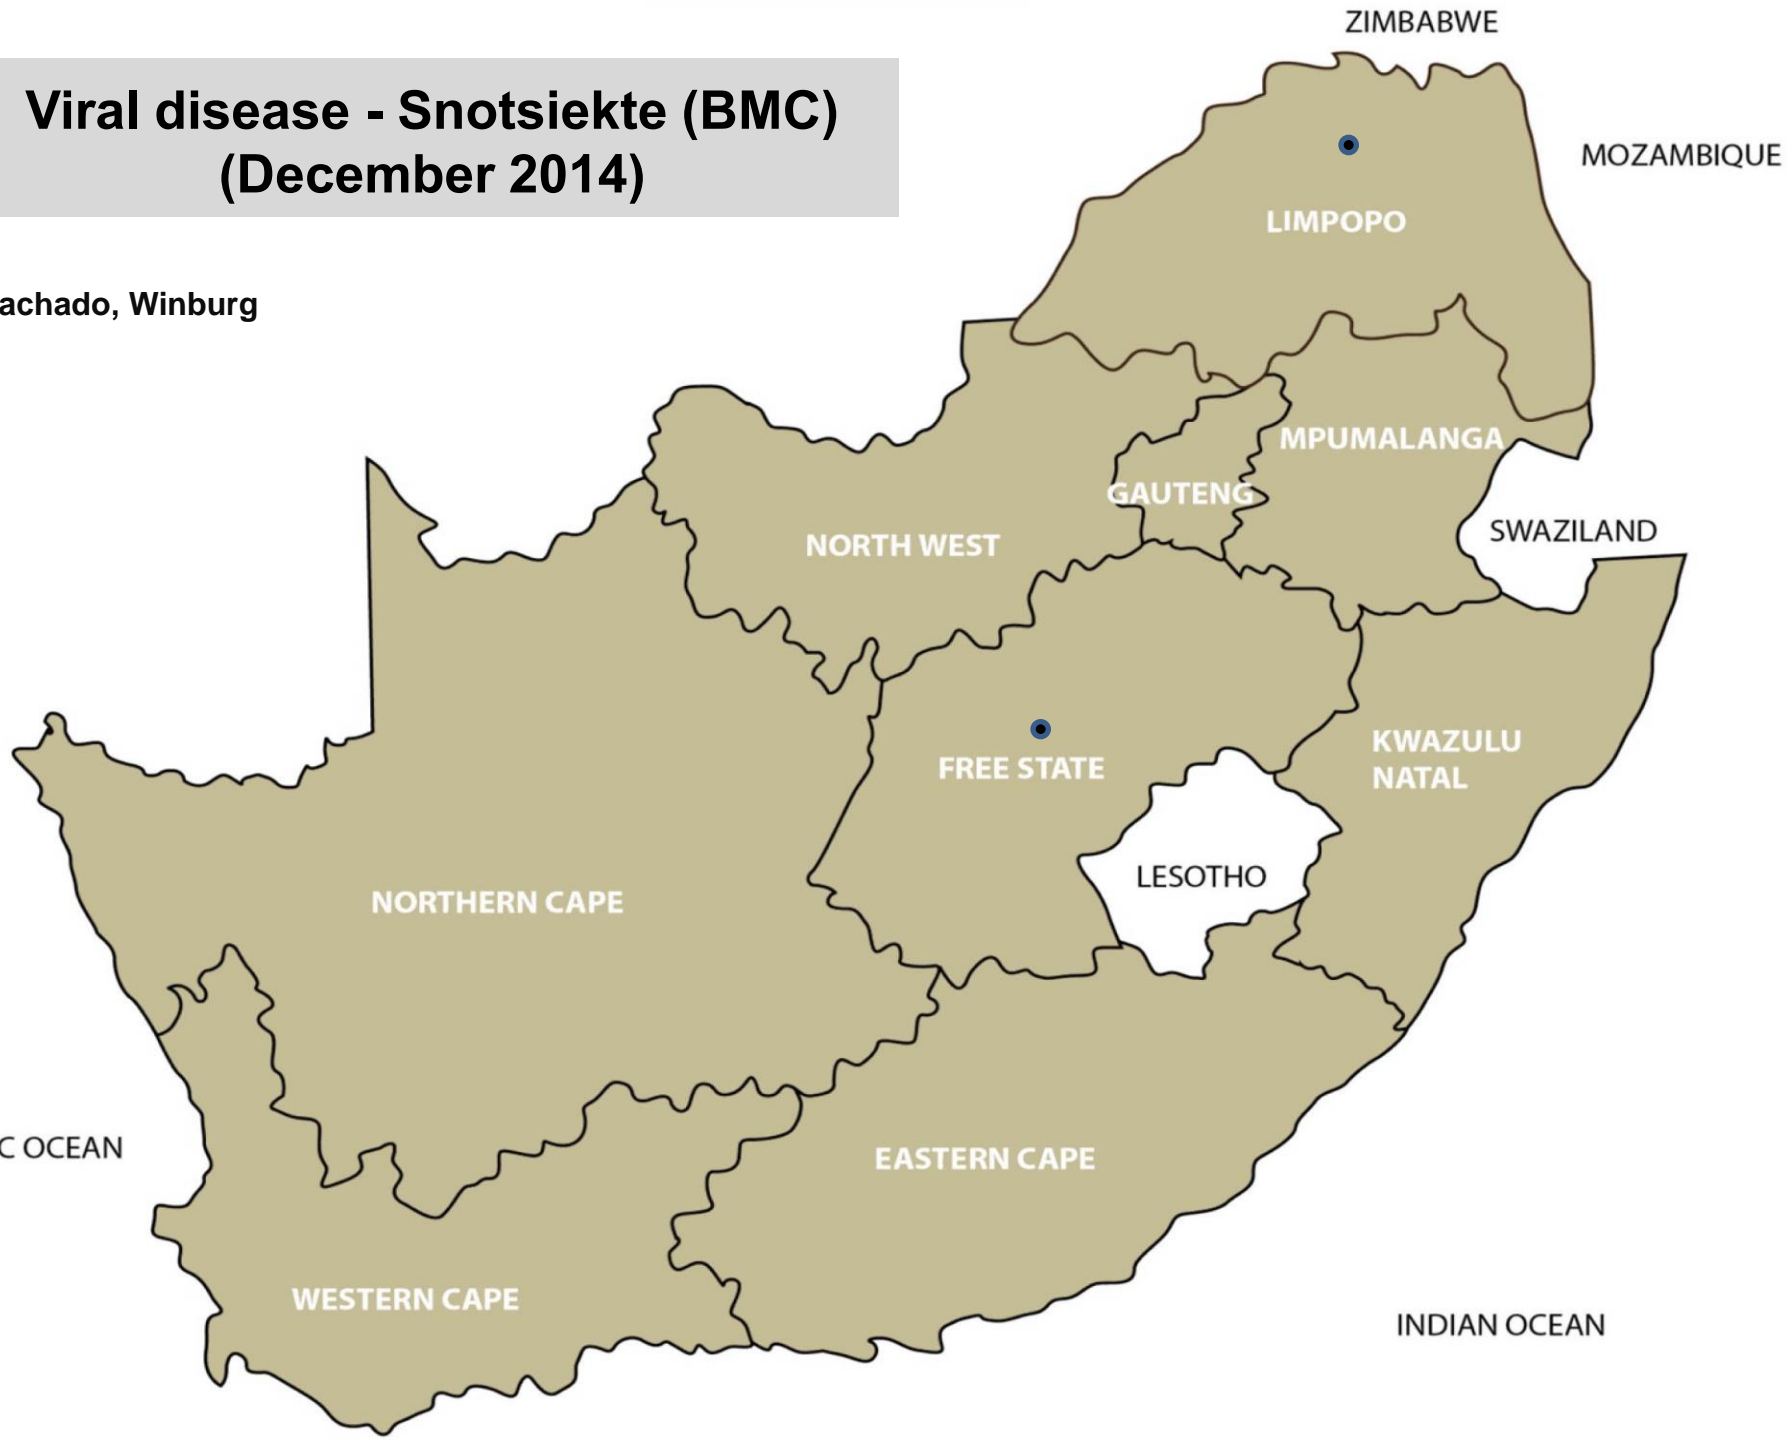 ZIMBABWE
Viral disease - Snotsiekte (BMC)
(December 2014)
MOZAMBIQUE
LIMPOPO
achado, Winburg
MPUMALANGA
GAUTENG
SWAZILAND
NORTH WEST
KWAZULU
NATAL
FREE STATE
LESOTHO
NORTHERN CAPE
C OCEAN
EASTERN CAPE
WESTERN CAPE
INDIAN OCEAN